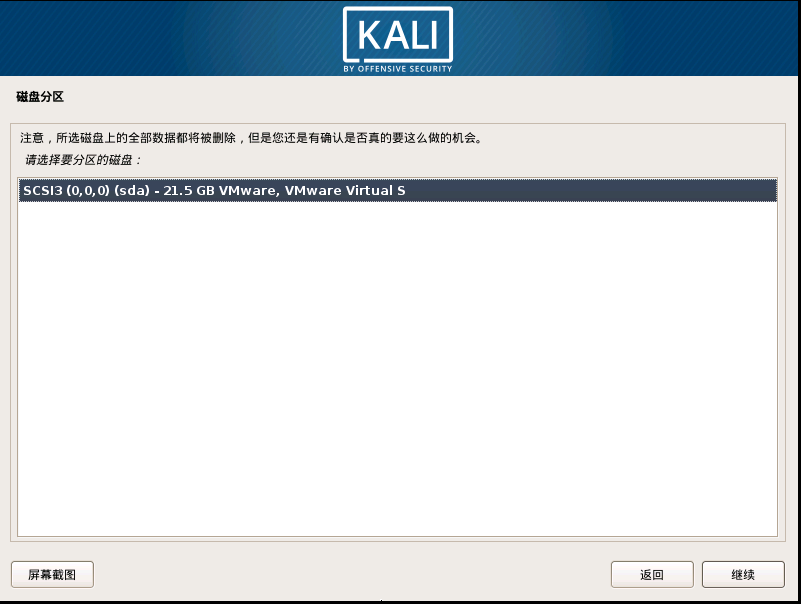 KALI
BY OFFENSIVE SECURITY
磁盘分区
注意，所选磁盘上的全部数据都将被删除，但是您还是有确认是否真的要这么做的机会。
请选择要分区的磁盘：
SCSI3 (0,0,0) (sda) - 21.5 GB VMware, VMware Virtual S
屏幕截图
返回
继续